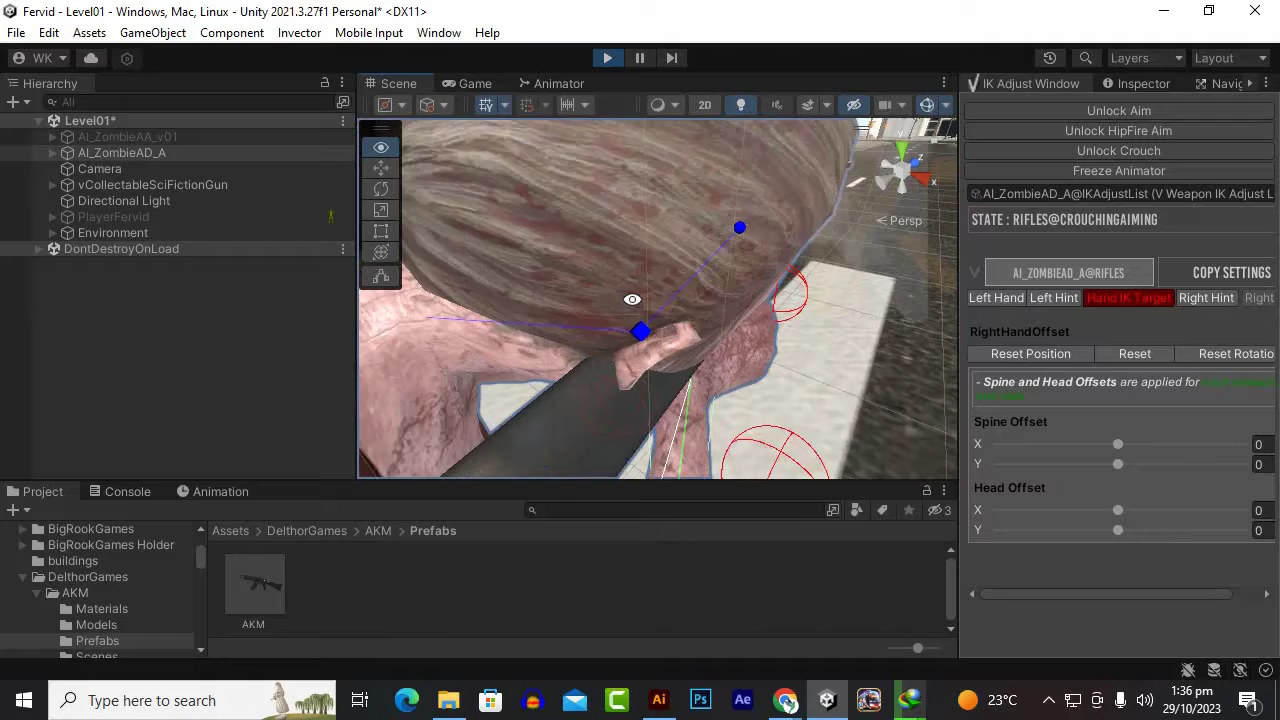 Fervid - Level01 - Windows, Mac, Linux - Unity 2021.3.27f1 Personal* <DX11>
File Edit Assets GameObject Component Invector Mobile Input Window Help
WK Layers Layout
Hierarchy Scene Game Animator IK Adjust Window Inspector Navig
All 2D
Level01* Unlock Aim
AI_ZombieAA_v01 Unlock HipFire Aim
AI_ZombieAD_A Unlock Crouch
Camera Freeze Animator
vCollectableSciFictionGun AI_ZombieAD_A@IKAdjustList (V Weapon IK Adjust L
Directional Light STATE : RIFLES@CROUCHINGAIMING
PlayerFervid
Environment
DontDestroyOnLoad
y
z
x
Persp
AI_ZOMBIEAD_A@RIFLES COPY SETTINGS
Left Hand Left Hint Hand IK Target Right Hint Right
RightHandOffset
Reset Position Reset Reset Rotatio
- Spine and Head Offsets are applied for
Spine Offset
X 0
Y 0
Head Offset
X 0
Y 0
Project Console Animation
3
BigRookGames
BigRookGames Holder
buildings
DelthorGames
AKM
Materials
Models
Prefabs
Scenes
Assets > DelthorGames > AKM > Prefabs
AKM
Type here to search
23°C
1:36 pm
29/10/2023
1